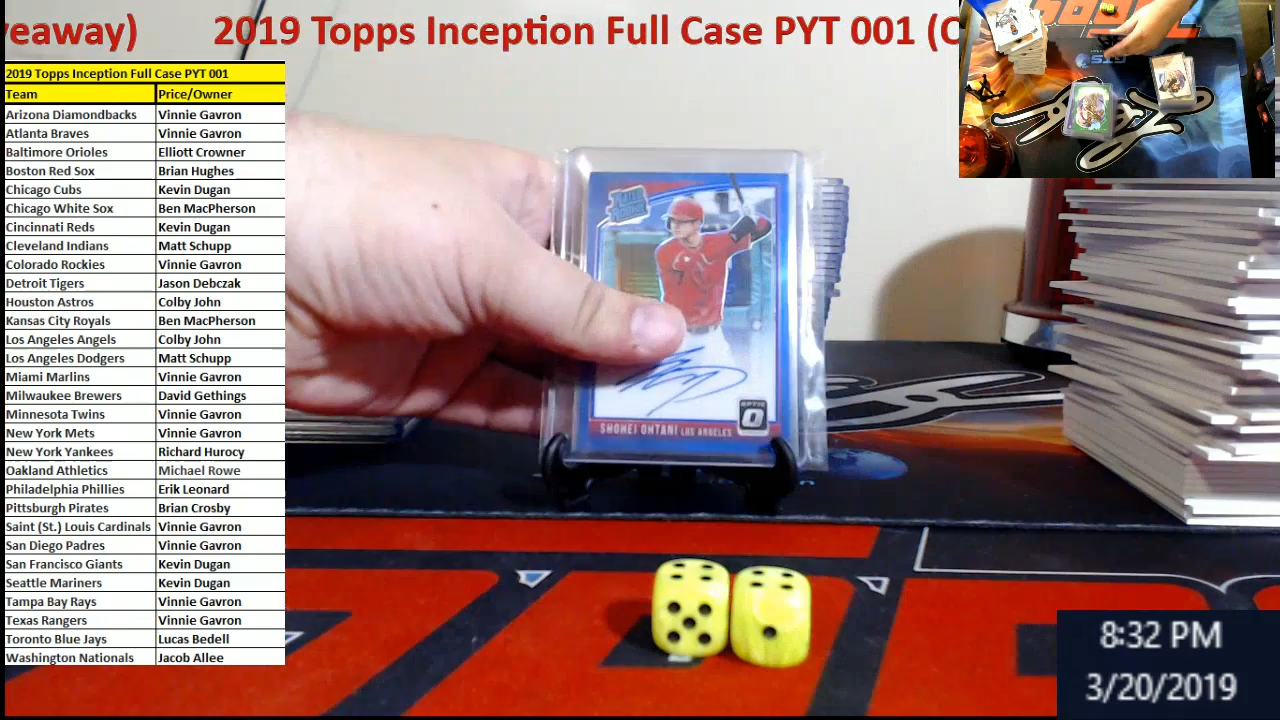 veaway) 2019 Topps Inception Full Case PYT 001 (C
2019 Topps Inception Full Case PYT 001
Team Price/Owner
Arizona Diamondbacks Vinnie Gavron
Atlanta Braves Vinnie Gavron
Baltimore Orioles Elliott Crowner
Boston Red Sox Brian Hughes
Chicago Cubs Kevin Dugan
Chicago White Sox Ben MacPherson
Cincinnati Reds Kevin Dugan
Cleveland Indians Matt Schupp
Colorado Rockies Vinnie Gavron
Detroit Tigers Jason Debczak
Houston Astros Colby John
Kansas City Royals Ben MacPherson
Los Angeles Angels Colby John
Los Angeles Dodgers Matt Schupp
Miami Marlins Vinnie Gavron
Milwaukee Brewers David Gethings
Minnesota Twins Vinnie Gavron
New York Mets Vinnie Gavron
New York Yankees Richard Hurocy
Oakland Athletics Michael Rowe
Philadelphia Phillies Erik Leonard
Pittsburgh Pirates Brian Crosby
Saint (St.) Louis Cardinals Vinnie Gavron
San Diego Padres Vinnie Gavron
San Francisco Giants Kevin Dugan
Seattle Mariners Kevin Dugan
Tampa Bay Rays Vinnie Gavron
Texas Rangers Vinnie Gavron
Toronto Blue Jays Lucas Bedell
Washington Nationals Jacob Allee
OPTIC
SHOHEI OHTANI LOS ANGELES
8:32 PM
3/20/2019